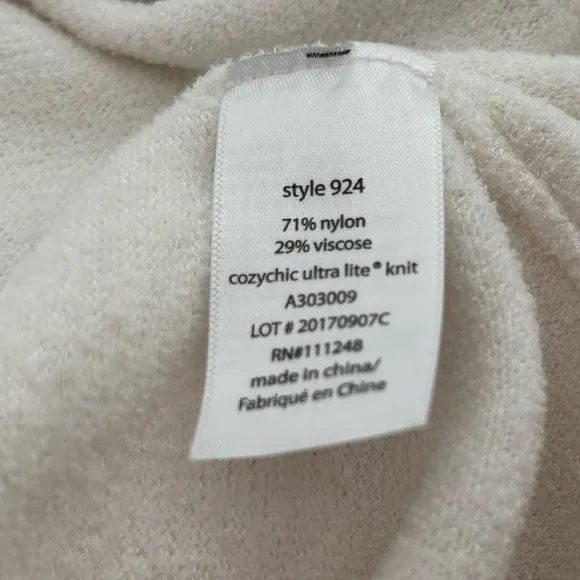 style 924
71% nylon
29% viscose
cozychic ultra lite® knit
A303009
LOT # 20170907C
RN#111248
made in china/
Fabriqué en Chine